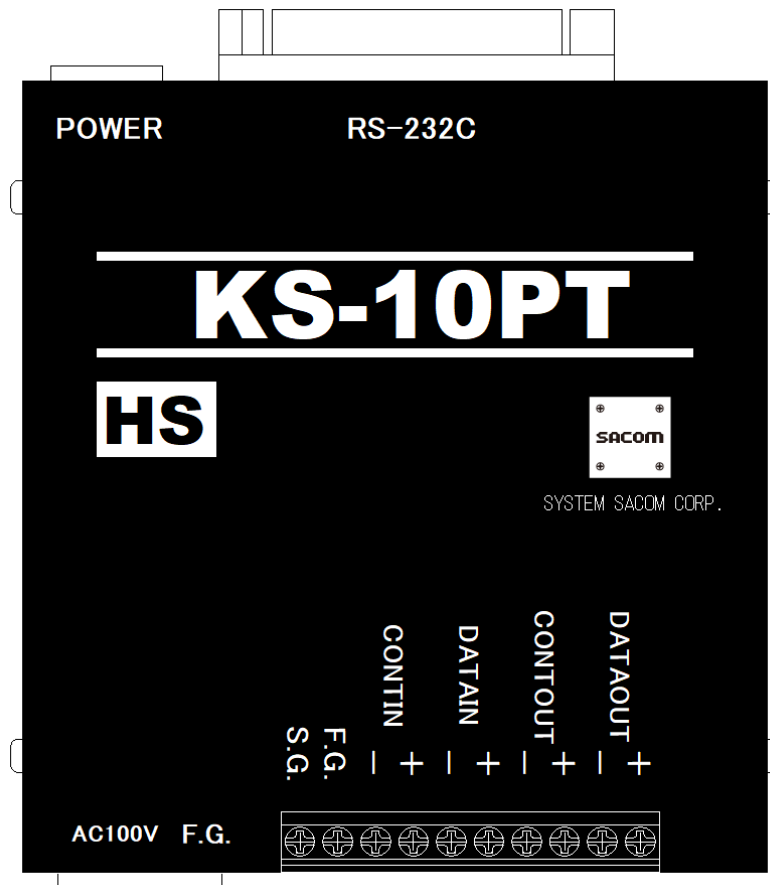 POWER
RS-232C
KS-10PT
HS
SACOM
SYSTEM SACOM CORP.
S.G.
F.G.
CONTIN
DATAIN
CONTOUT
DATAOUT
− + − + − + − +
AC100V F.G.